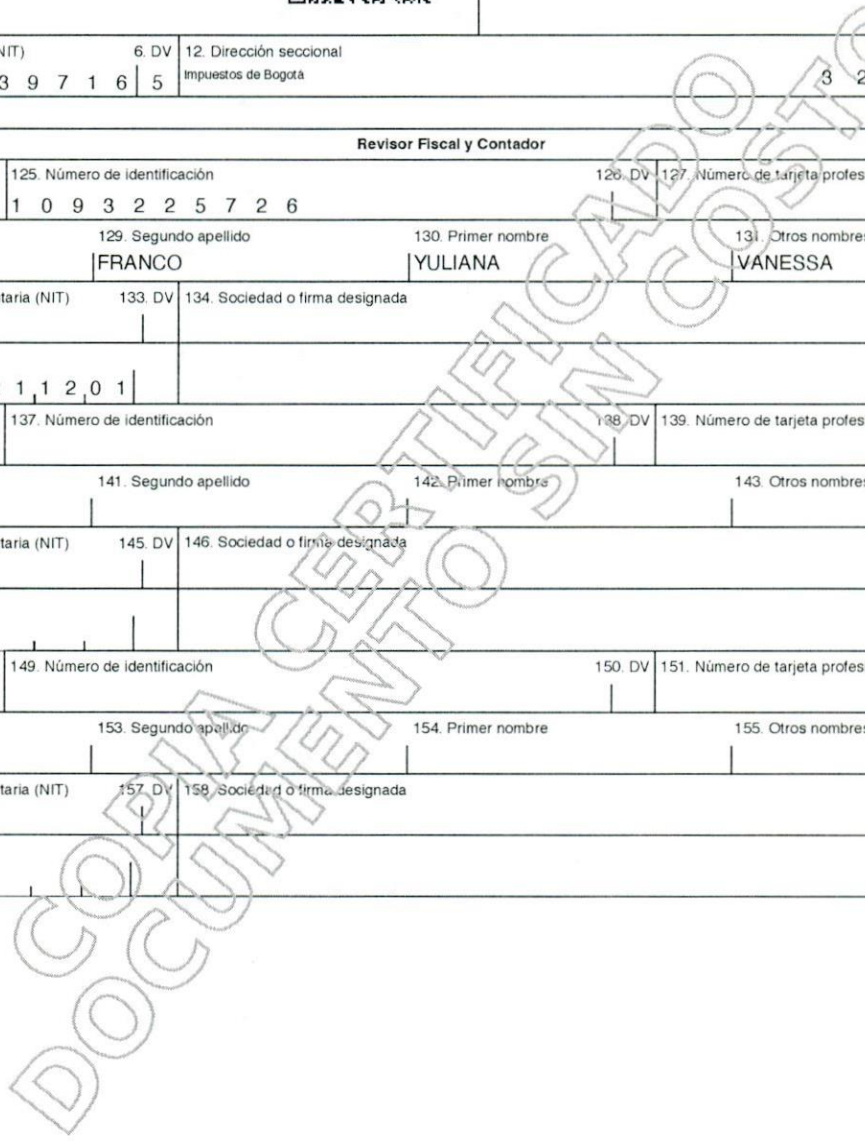 NIT) 6. DV 12. Dirección seccional
3 9 7 1 6 5 Impuestos de Bogotá 3 2
Revisor Fiscal y Contador
125. Número de identificación 126. DV 127. Número de tarjeta profes
1 0 9 3 2 2 5 7 2 6
129. Segundo apellido 130. Primer nombre 131. Otros nombres
FRANCO YULIANA VANESSA
taria (NIT) 133. DV 134. Sociedad o firma designada
1 1 2 0 1
137. Número de identificación 138. DV 139. Número de tarjeta profes
141. Segundo apellido 142. Primer nombre 143. Otros nombres
taria (NIT) 145. DV 146. Sociedad o firma designada
149. Número de identificación 150. DV 151. Número de tarjeta profes
153. Segundo apellido 154. Primer nombre 155. Otros nombres
taria (NIT) 157. DV 158. Sociedad o firma designada
COPIA CERTIFICADO
DOCUMENTO SIN COSTO